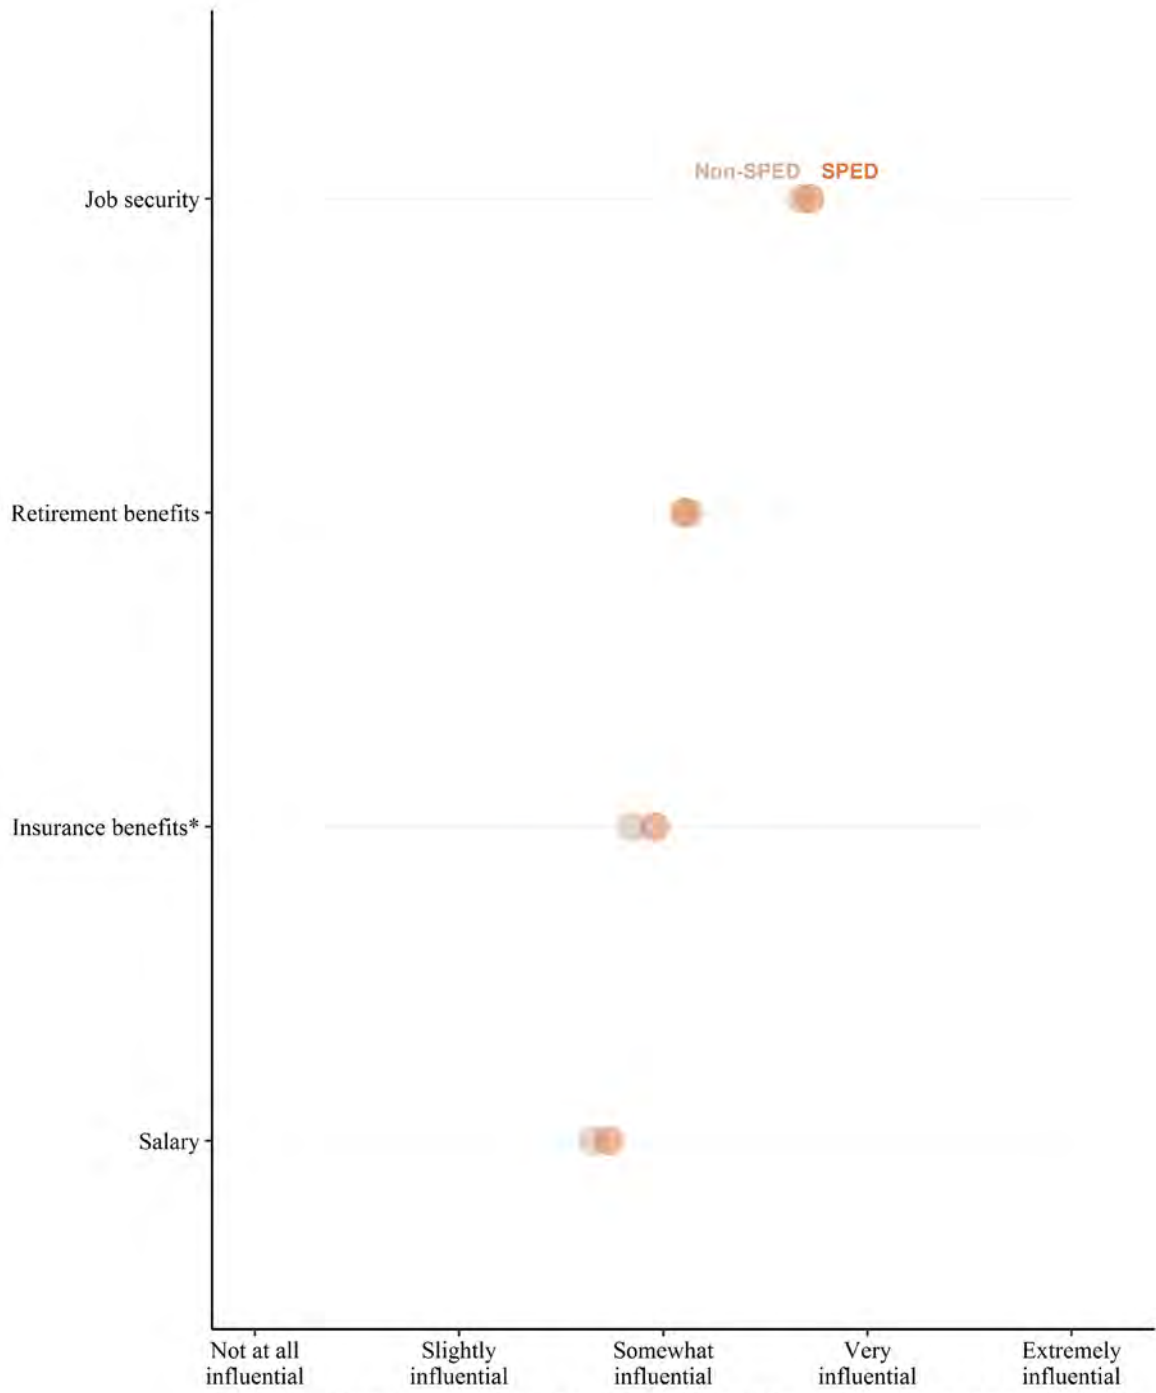 Non-SPED SPED
Job security
Retirement benefits
Insurance benefits*
Salary
Not at all
influential
Slightly
influential
Somewhat
influential
Very
influential
Extremely
influential